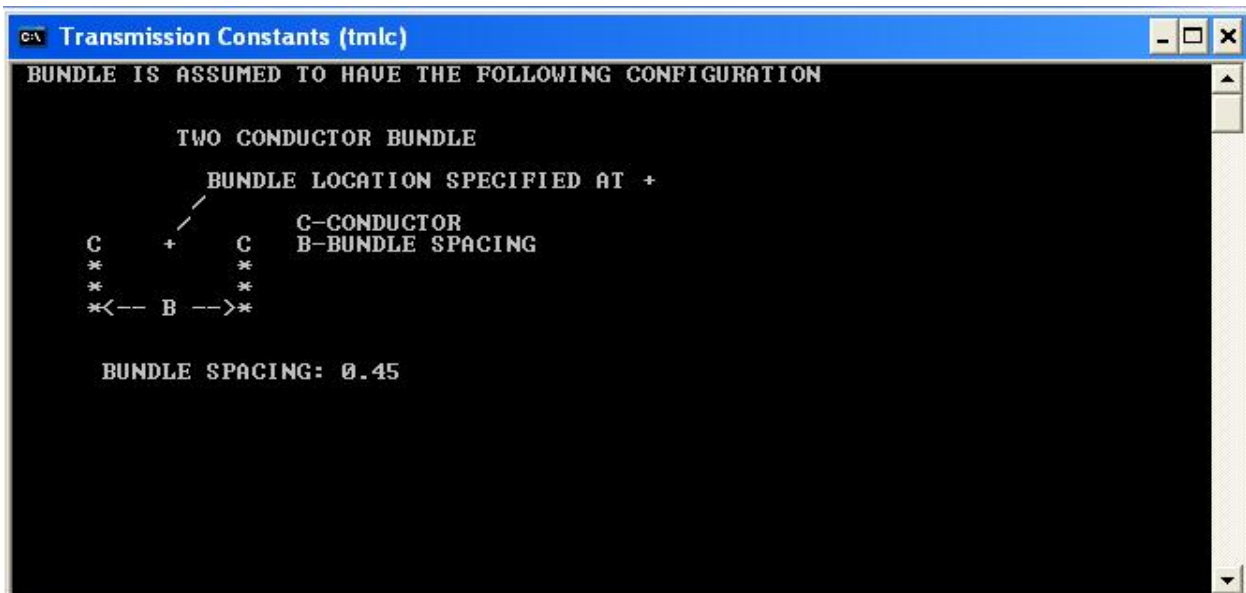 Transmission Constants (tmlc)
BUNDLE IS ASSUMED TO HAVE THE FOLLOWING CONFIGURATION
TWO CONDUCTOR BUNDLE
BUNDLE LOCATION SPECIFIED AT +
/
/ C-CONDUCTOR
C + C B-BUNDLE SPACING
* *
* *
*<-- B -->*
BUNDLE SPACING: 0.45